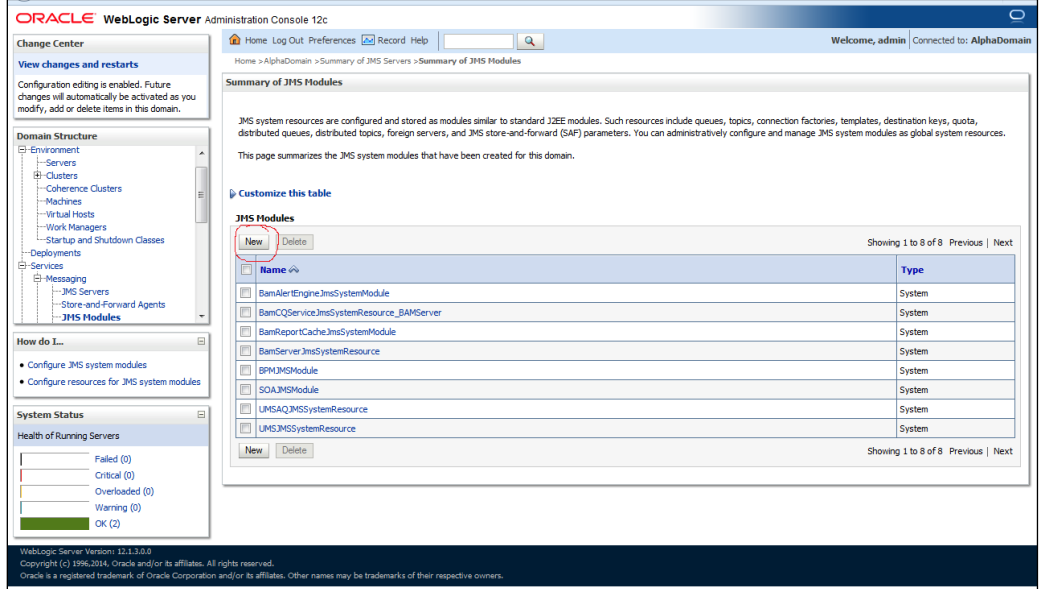 ORACLE WebLogic Server Administration Console 12c
Change Center
View changes and restarts
Configuration editing is enabled. Future
changes will automatically be activated as you
modify, add or delete items in this domain.
Domain Structure
Environment
Servers
Clusters
Coherence Clusters
Machines
Virtual Hosts
Work Managers
Startup and Shutdown Classes
Deployments
Services
Messaging
JMS Servers
Store-and-Forward Agents
JMS Modules
How do I...
Configure JMS system modules
Configure resources for JMS system modules
System Status
Health of Running Servers
Failed (0)
Critical (0)
Overloaded (0)
Warning (0)
OK (2)
Home Log Out Preferences Record Help
Welcome, admin Connected to: AlphaDomain
Home >AlphaDomain >Summary of JMS Servers >Summary of JMS Modules
Summary of JMS Modules
JMS system resources are configured and stored as modules similar to standard J2EE modules. Such resources include queues, topics, connection factories, templates, destination keys, quota,
distributed queues, distributed topics, foreign servers, and JMS store-and-forward (SAF) parameters. You can administratively configure and manage JMS system modules as global system resources.
This page summarizes the JMS system modules that have been created for this domain.
Customize this table
JMS Modules
New Delete Showing 1 to 8 of 8 Previous | Next
Name Type
BamAlertEngineJmsSystemModule System
BamCQServiceJmsSystemResource_BAMServer System
BamReportCacheJmsSystemModule System
BamServerJmsSystemResource System
BPMJMSModule System
SOAJMSModule System
UMSAQJMSSystemResource System
UMSJMSSystemResource System
New Delete Showing 1 to 8 of 8 Previous | Next
WebLogic Server Version: 12.1.3.0.0
Copyright (c) 1996,2014, Oracle and/or its affiliates. All rights reserved.
Oracle is a registered trademark of Oracle Corporation and/or its affiliates. Other names may be trademarks of their respective owners.